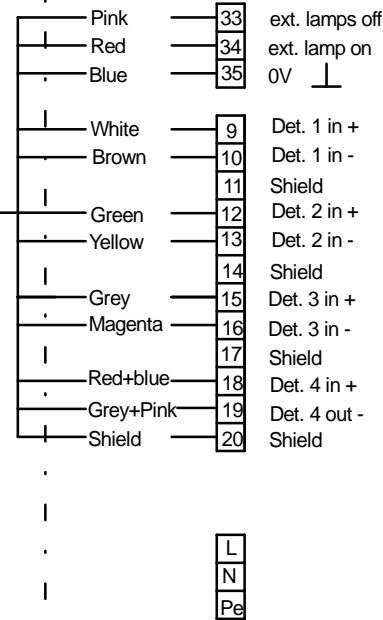 Pink 33 ext. lamps off
Red 34 ext. lamp on
Blue 35 0V
White 9 Det. 1 in +
Brown 10 Det. 1 in -
11 Shield
Green 12 Det. 2 in +
Yellow 13 Det. 2 in -
14 Shield
Grey 15 Det. 3 in +
Magenta 16 Det. 3 in -
17 Shield
Red+blue 18 Det. 4 in +
Grey+Pink 19 Det. 4 out -
Shield 20 Shield
L
N
Pe